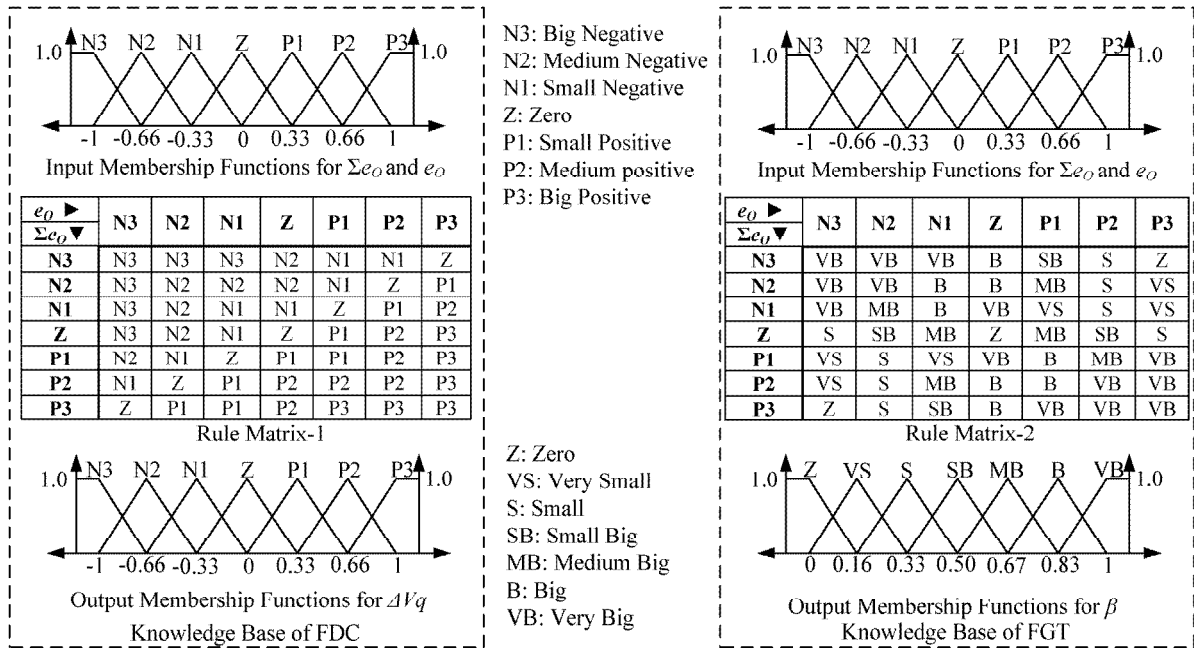 N3 N2 N1 Z P1 P2 P3
1.0 1.0
-1 -0.66 -0.33 0 0.33 0.66 1
Input Membership Functions for Σe_O and e_O
e_O ►
Σe_O ▼ N3 N2 N1 Z P1 P2 P3
N3 N3 N3 N3 N2 N1 N1 Z
N2 N3 N2 N2 N2 N1 Z P1
N1 N3 N2 N1 N1 Z P1 P2
Z N3 N2 N1 Z P1 P2 P3
P1 N2 N1 Z P1 P1 P2 P3
P2 N1 Z P1 P2 P2 P2 P3
P3 Z P1 P1 P2 P3 P3 P3
Rule Matrix-1
N3 N2 N1 Z P1 P2 P3
1.0 1.0
-1 -0.66 -0.33 0 0.33 0.66 1
Output Membership Functions for ΔVq
Knowledge Base of FDC
N3: Big Negative
N2: Medium Negative
N1: Small Negative
Z: Zero
P1: Small Positive
P2: Medium positive
P3: Big Positive
Z: Zero
VS: Very Small
S: Small
SB: Small Big
MB: Medium Big
B: Big
VB: Very Big
N3 N2 N1 Z P1 P2 P3
1.0 1.0
-1 -0.66 -0.33 0 0.33 0.66 1
Input Membership Functions for Σe_O and e_O
e_O ►
Σe_O ▼ N3 N2 N1 Z P1 P2 P3
N3 VB VB VB B SB S Z
N2 VB VB B B MB S VS
N1 VB MB B VB VS S VS
Z S SB MB Z MB SB S
P1 VS S VS VB B MB VB
P2 VS S MB B B VB VB
P3 Z S SB B VB VB VB
Rule Matrix-2
Z VS S SB MB B VB
1.0 1.0
0 0.16 0.33 0.50 0.67 0.83 1
Output Membership Functions for β
Knowledge Base of FGT